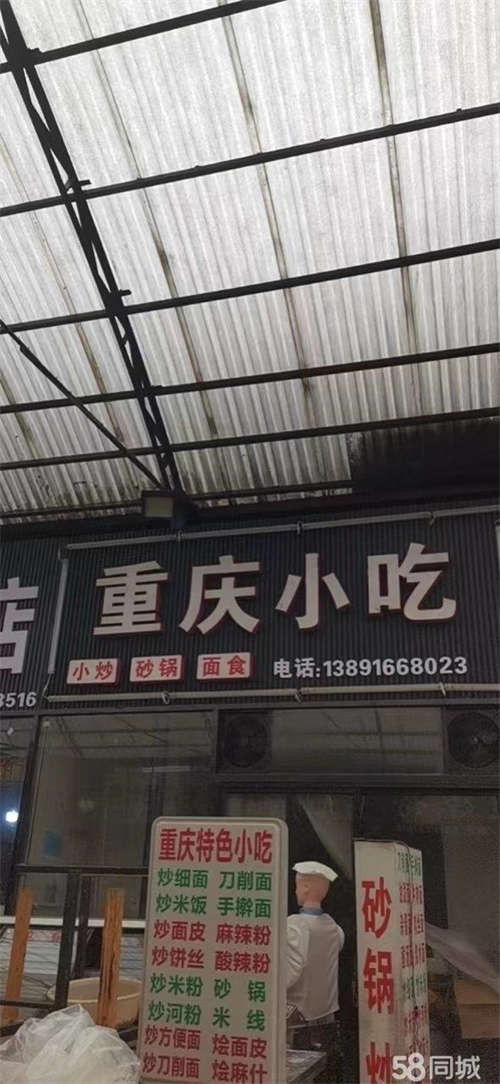 重庆小吃
小炒 砂锅 面食 电话:13891668023
店
3516
重庆特色小吃
炒细面 刀削面
炒米饭 手擀面
炒面皮 麻辣粉
炒饼丝 酸辣粉
炒米粉 砂锅
炒河粉 米线
炒方便面 烩面皮
炒刀削面 烩麻什
砂锅
58同城